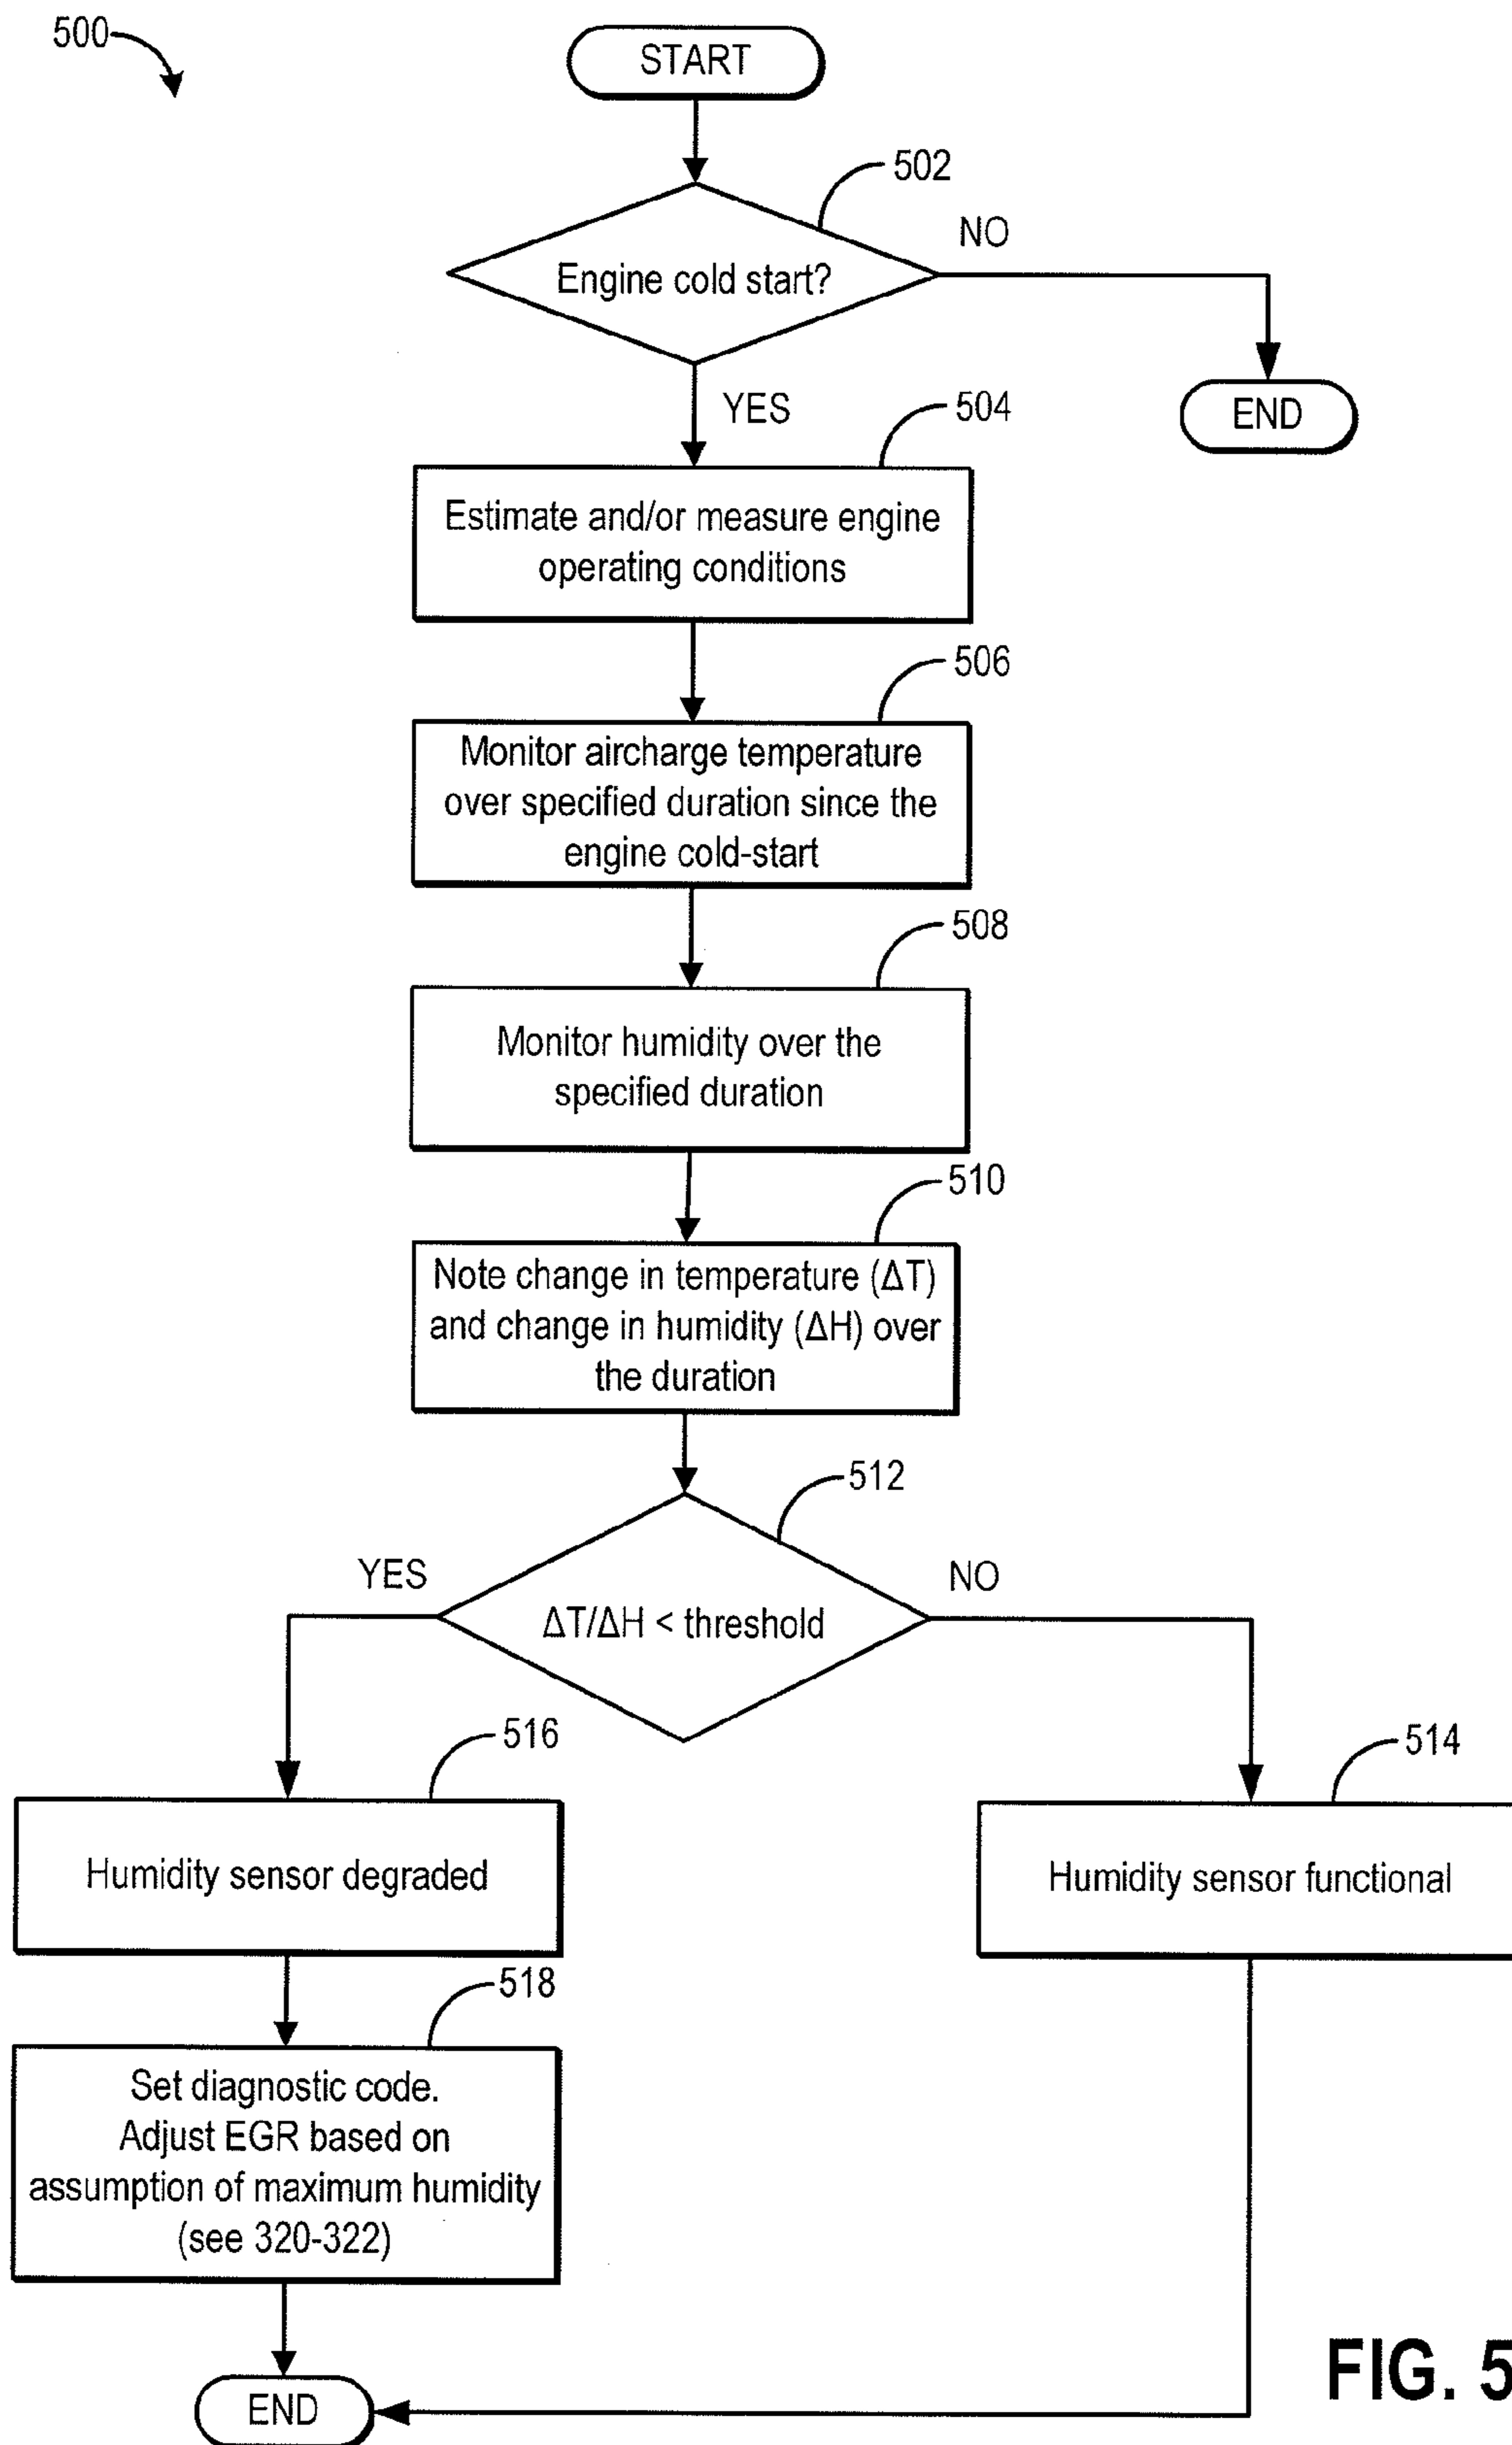 500
START
502
Engine cold start?
NO
END
YES
504
Estimate and/or measure engine
operating conditions
506
Monitor aircharge temperature
over specified duration since the
engine cold-start
508
Monitor humidity over the
specified duration
510
Note change in temperature (ΔT)
and change in humidity (ΔH) over
the duration
512
YES
NO
ΔT/ΔH < threshold
516
Humidity sensor degraded
514
Humidity sensor functional
518
Set diagnostic code.
Adjust EGR based on
assumption of maximum humidity
(see 320-322)
END
FIG. 5